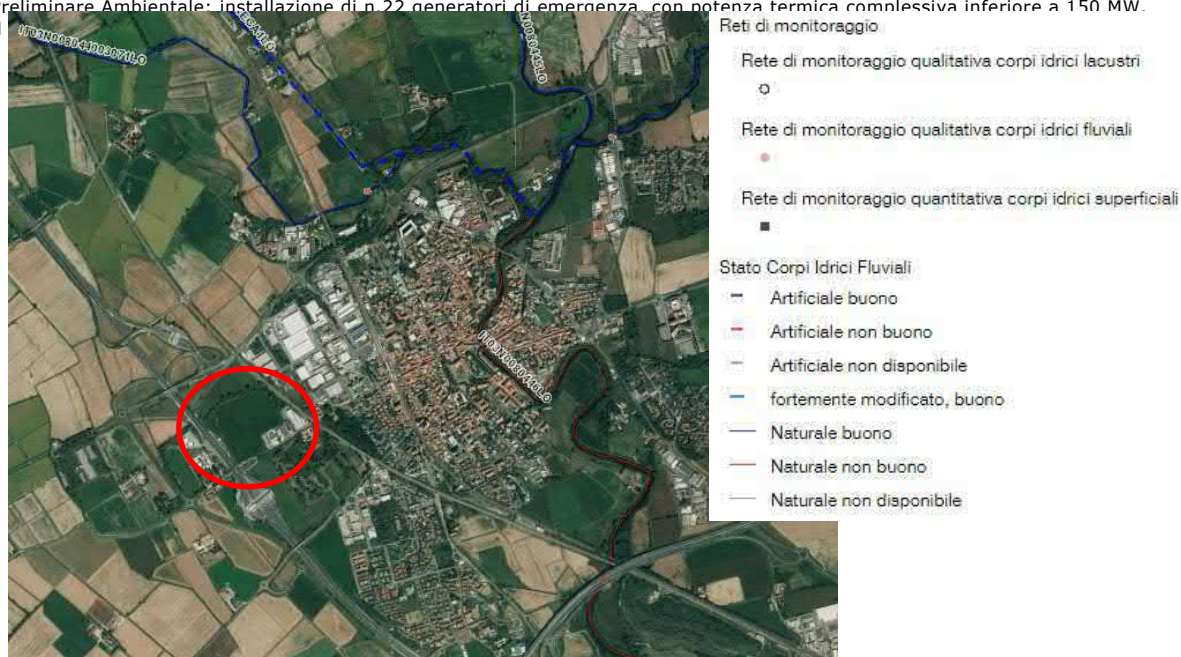 reliminare Ambientale: installazione di n.22 generatori di emergenza, con potenza termica complessiva inferiore a 150 MW.
Reti di monitoraggio
Rete di monitoraggio qualitativa corpi idrici lacustri
Rete di monitoraggio qualitativa corpi idrici fluviali
Rete di monitoraggio quantitativa corpi idrici superficiali
Stato Corpi Idrici Fluviali
Artificiale buono
Artificiale non buono
Artificiale non disponibile
fortemente modificato, buono
Naturale buono
Naturale non buono
Naturale non disponibile